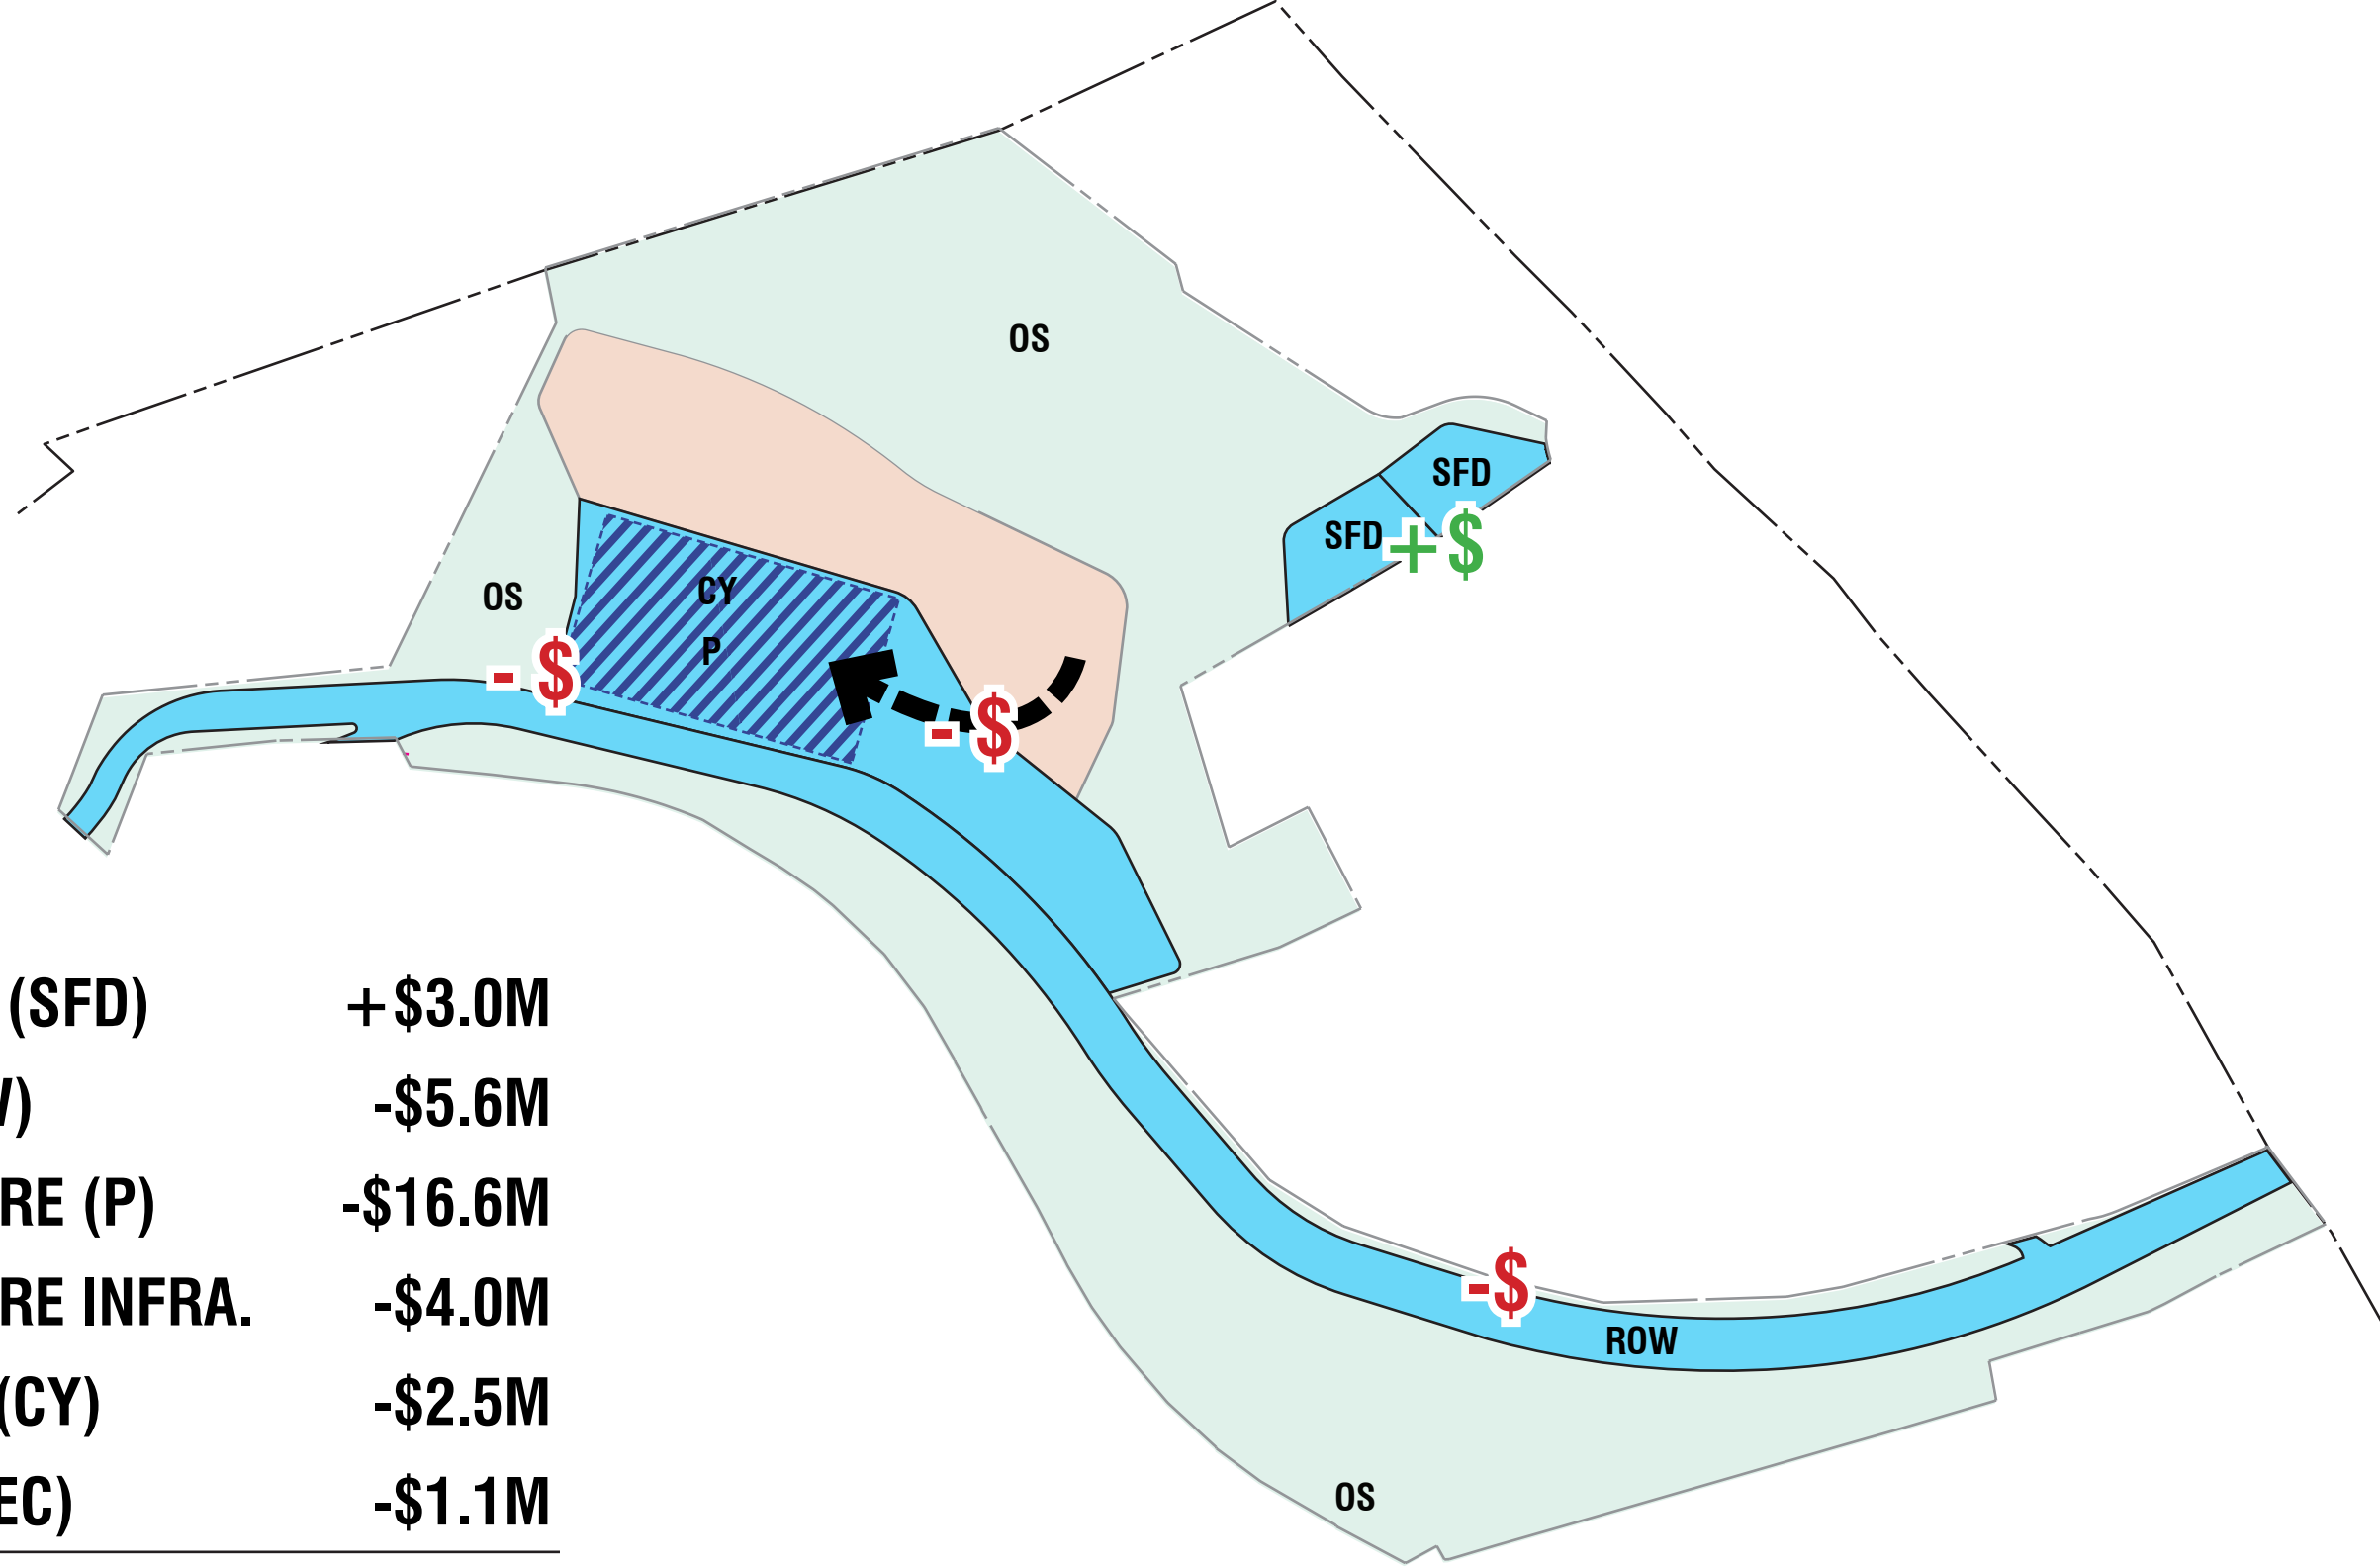 OS
SFD
SFD
+$
CY
P
OS
-$
-$
(SFD) +$3.0M
) -$5.6M
RE (P) -$16.6M
RE INFRA. -$4.0M
(CY) -$2.5M
EC) -$1.1M
-$
ROW
OS